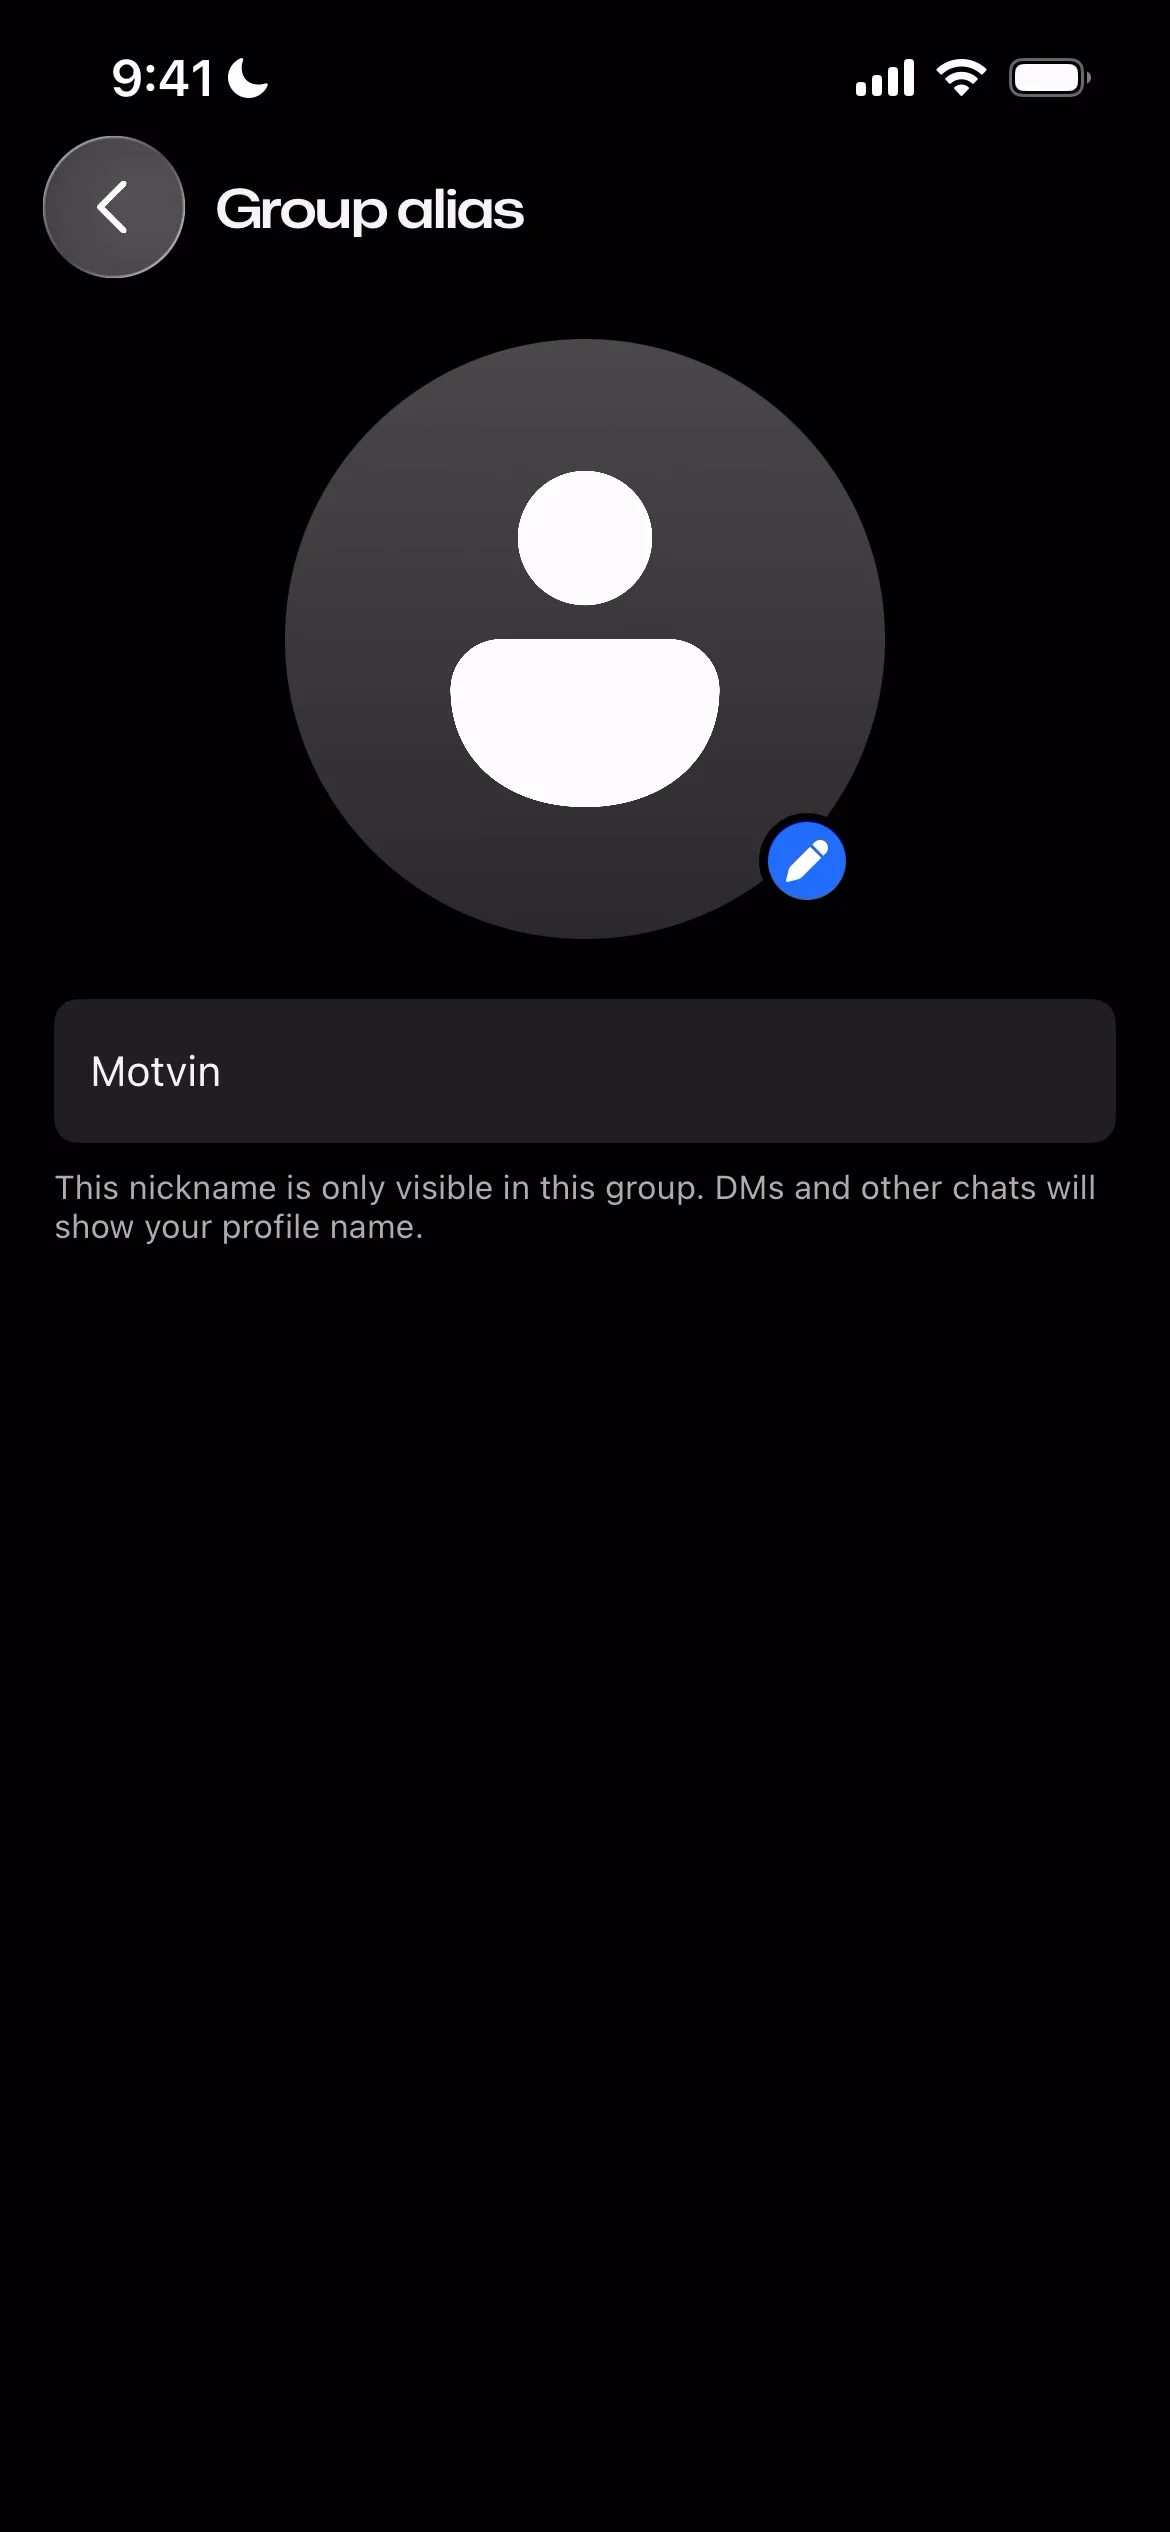 9:41
Group alias
Motvin
This nickname is only visible in this group. DMs and other chats will
show your profile name.